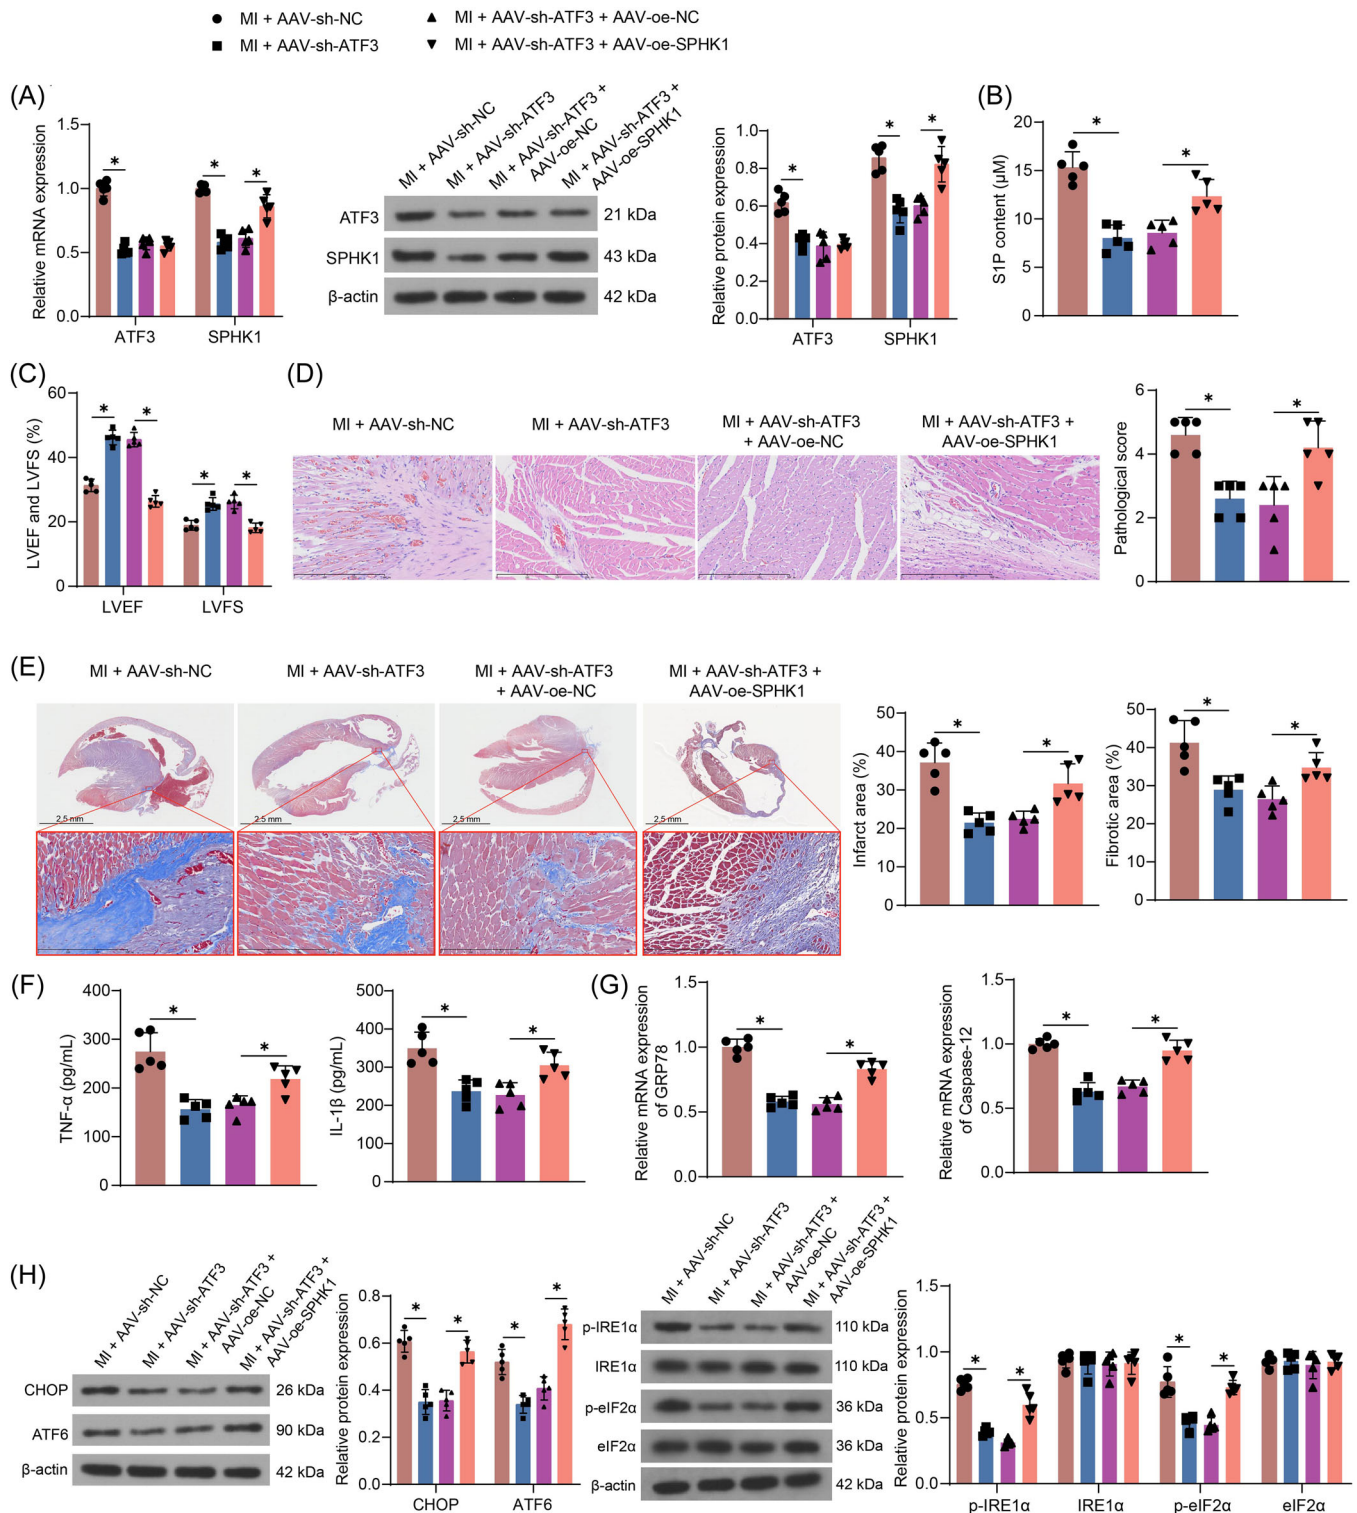 MI + AAV-sh-NC
MI + AAV-sh-ATF3
MI + AAV-sh-ATF3 + AAV-oe-NC
MI + AAV-sh-ATF3 + AAV-oe-SPHK1
(A)
Relative mRNA expression
1.5
1.0
0.5
0.0
*
*
*
ATF3
SPHK1
MI + AAV-sh-NC
MI + AAV-sh-ATF3
MI + AAV-sh-ATF3 +
AAV-oe-NC
MI + AAV-sh-ATF3 +
AAV-oe-SPHK1
ATF3
21 kDa
SPHK1
43 kDa
β-actin
42 kDa
Relative protein expression
1.0
0.8
0.6
0.4
0.2
0.0
*
*
*
ATF3
SPHK1
(B)
S1P content (μM)
20
15
10
5
0
*
*
(C)
LVEF and LVFS (%)
60
40
20
0
*
*
*
*
LVEF
LVFS
(D)
MI + AAV-sh-NC
MI + AAV-sh-ATF3
MI + AAV-sh-ATF3
+ AAV-oe-NC
MI + AAV-sh-ATF3 +
AAV-oe-SPHK1
Pathological score
6
4
2
0
*
*
(E)
MI + AAV-sh-NC
MI + AAV-sh-ATF3
MI + AAV-sh-ATF3
+ AAV-oe-NC
MI + AAV-sh-ATF3 +
AAV-oe-SPHK1
2.5 mm
2.5 mm
2.5 mm
2.5 mm
Infarct area (%)
50
40
30
20
10
0
*
*
Fibrotic area (%)
50
40
30
20
10
0
*
*
(F)
TNF-α (pg/mL)
400
300
200
100
0
*
*
IL-1β (pg/mL)
500
400
300
200
100
0
*
*
(G)
Relative mRNA expression
of GRP78
1.5
1.0
0.5
0.0
*
*
Relative mRNA expression
of Caspase-12
1.5
1.0
0.5
0.0
*
*
(H)
MI + AAV-sh-NC
MI + AAV-sh-ATF3
MI + AAV-sh-ATF3 +
AAV-oe-NC
MI + AAV-sh-ATF3 +
AAV-oe-SPHK1
CHOP
26 kDa
ATF6
90 kDa
β-actin
42 kDa
Relative protein expression
0.8
0.6
0.4
0.2
0.0
*
*
*
*
CHOP
ATF6
MI + AAV-sh-NC
MI + AAV-sh-ATF3
MI + AAV-sh-ATF3 +
AAV-oe-NC
MI + AAV-sh-ATF3 +
AAV-oe-SPHK1
p-IRE1α
110 kDa
IRE1α
110 kDa
p-eIF2α
36 kDa
eIF2α
36 kDa
β-actin
42 kDa
Relative protein expression
1.5
1.0
0.5
0.0
*
*
*
*
p-IRE1α
IRE1α
p-eIF2α
eIF2α